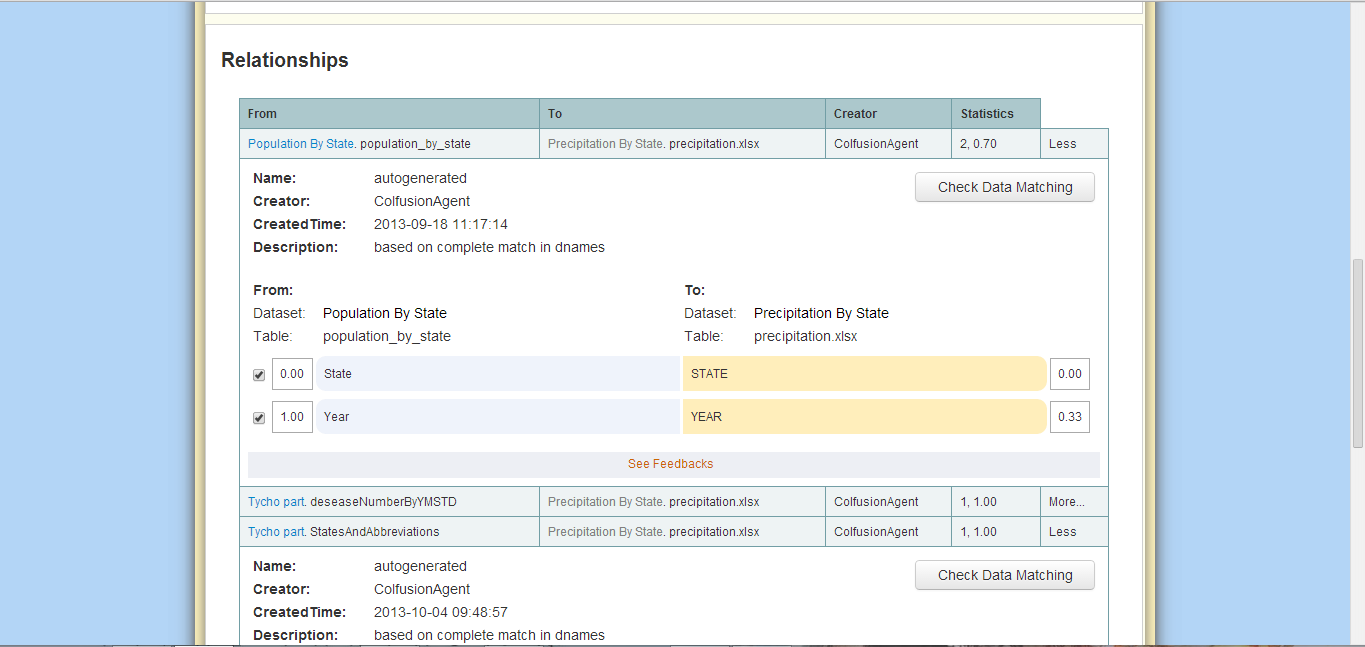 Relationships
From To Creator Statistics
Population By State. population_by_state Precipitation By State. precipitation.xlsx ColfusionAgent 2, 0.70 Less
Name: autogenerated Check Data Matching
Creator: ColfusionAgent
CreatedTime: 2013-09-18 11:17:14
Description: based on complete match in dnames
From: To:
Dataset: Population By State Dataset: Precipitation By State
Table: population_by_state Table: precipitation.xlsx
0.00 State STATE 0.00
1.00 Year YEAR 0.33
See Feedbacks
Tycho part. deseaseNumberByYMSTD Precipitation By State. precipitation.xlsx ColfusionAgent 1, 1.00 More...
Tycho part. StatesAndAbbreviations Precipitation By State. precipitation.xlsx ColfusionAgent 1, 1.00 Less
Name: autogenerated Check Data Matching
Creator: ColfusionAgent
CreatedTime: 2013-10-04 09:48:57
Description: based on complete match in dnames